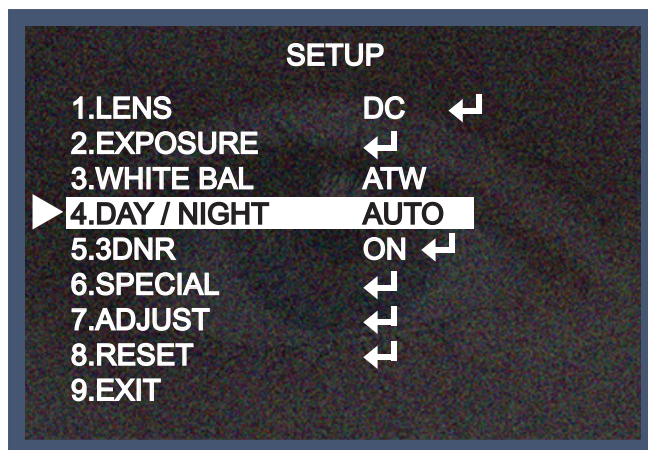 SETUP
1.LENS DC ↵
2.EXPOSURE ↵
3.WHITE BAL ATW
4.DAY / NIGHT AUTO
5.3DNR ON ↵
6.SPECIAL ↵
7.ADJUST ↵
8.RESET ↵
9.EXIT